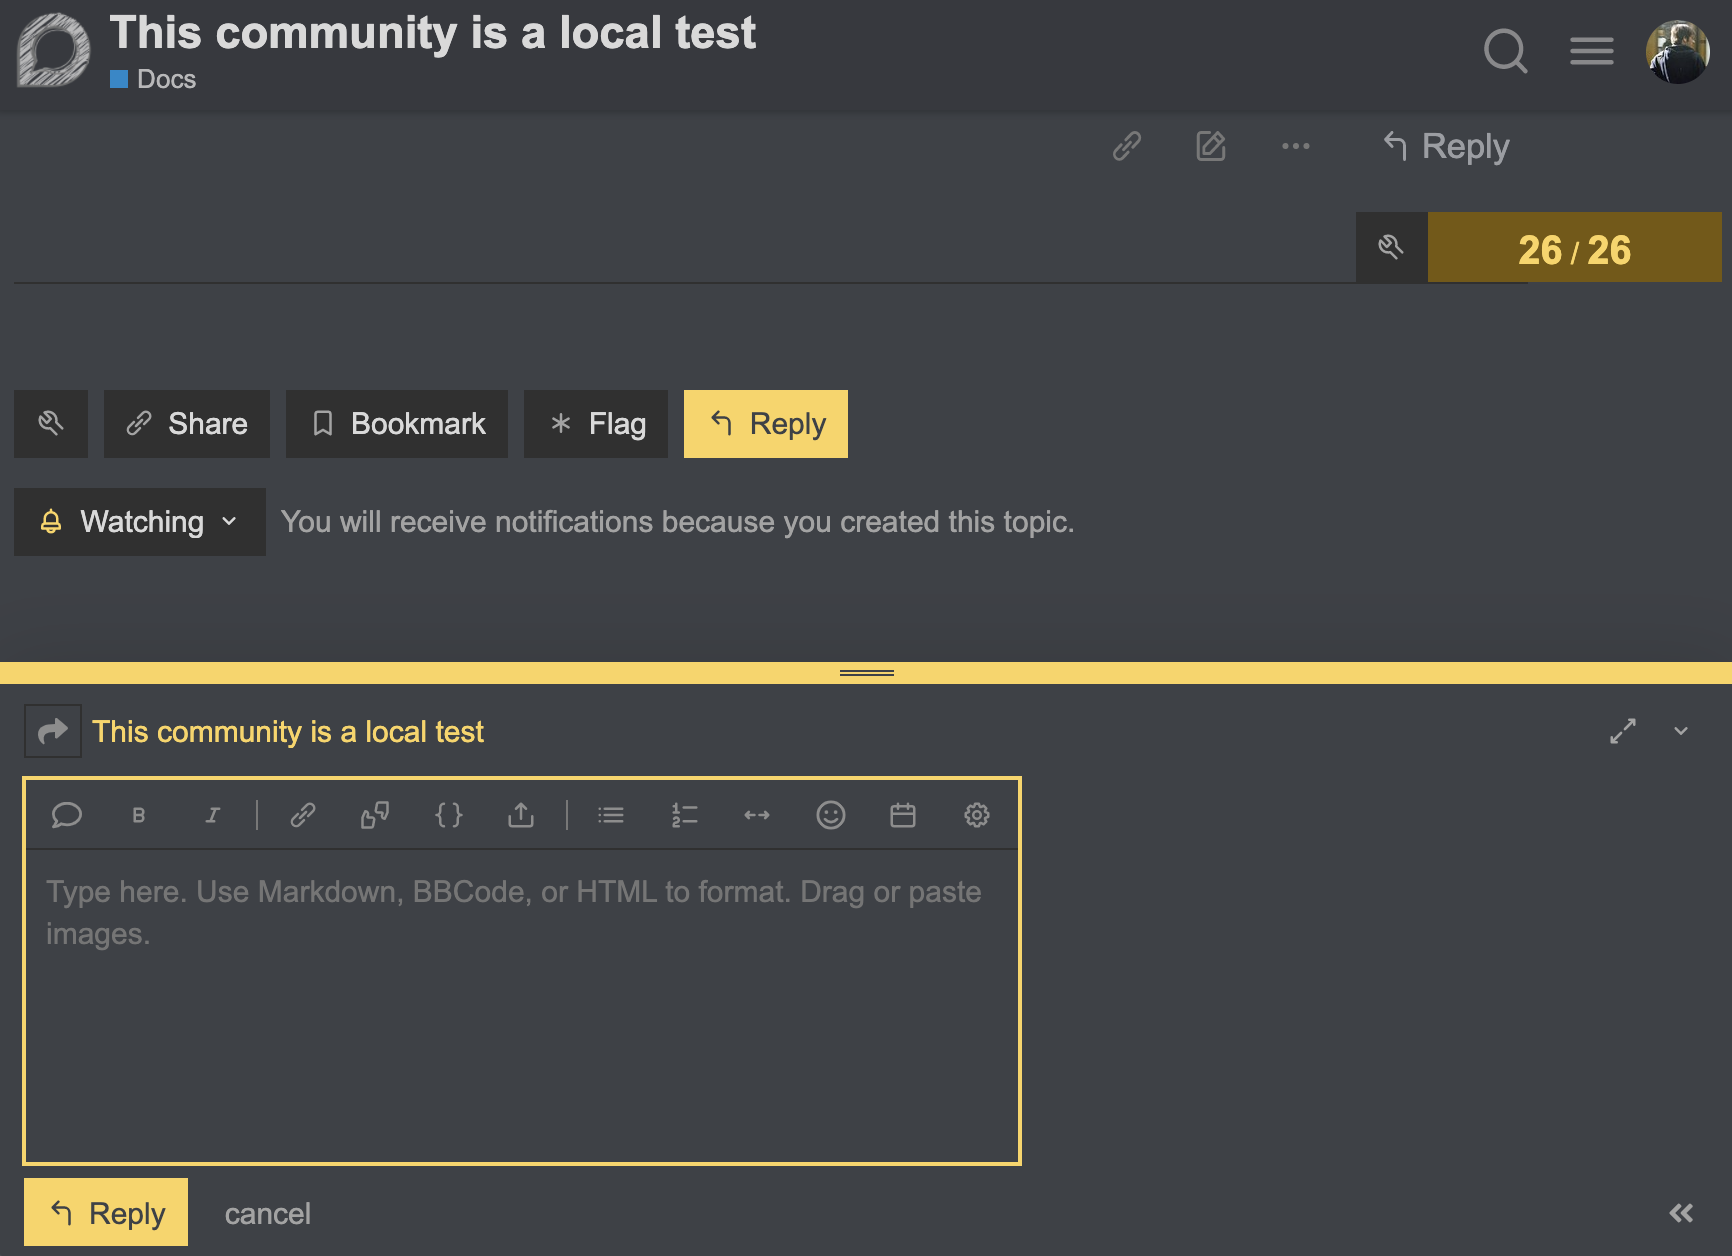 This community is a local test
Docs
Reply
26 / 26
Share
Bookmark
Flag
Reply
Watching
You will receive notifications because you created this topic.
This community is a local test
B
I
1
2
Type here. Use Markdown, BBCode, or HTML to format. Drag or paste
images.
Reply
cancel